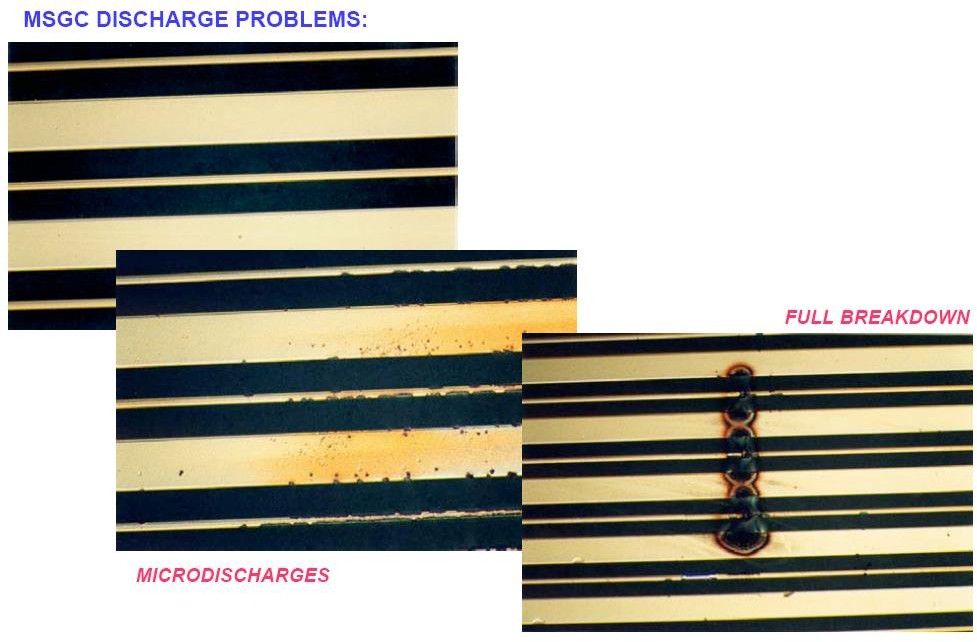 MSGC DISCHARGE PROBLEMS:
FULL BREAKDOWN
MICRODISCHARGES